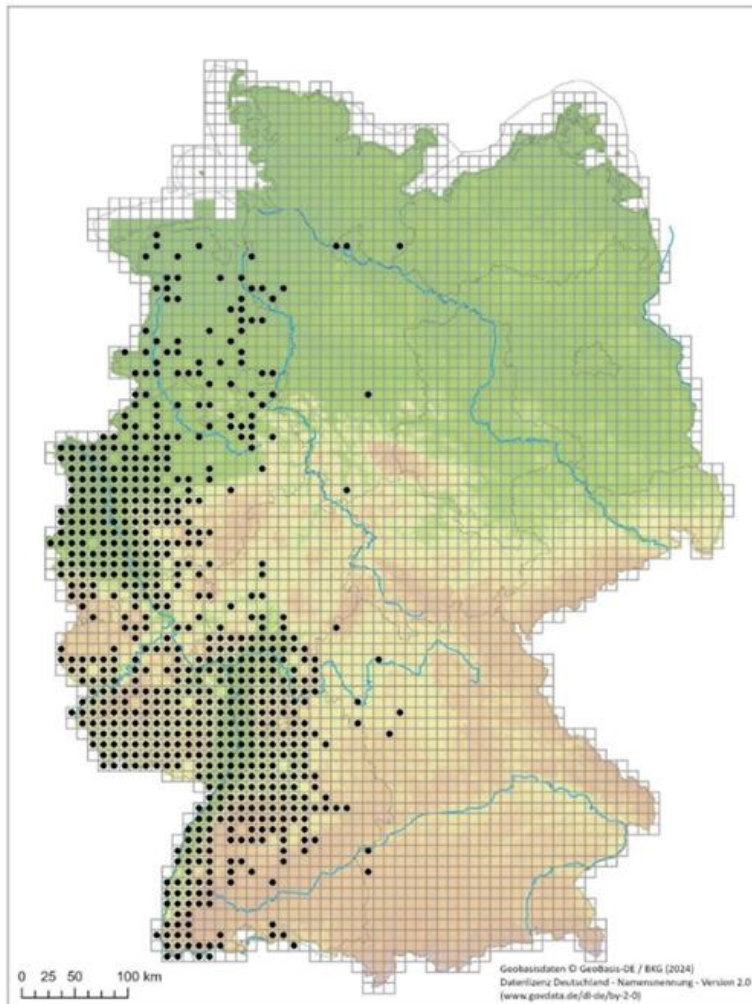 0 25 50 100 km
Geobasisdaten © GeoBasis-DE / BKG (2024)
Datenlizenz Deutschland - Namensnennung - Version 2.0
(www.govdata.de/dl-de/by-2-0)